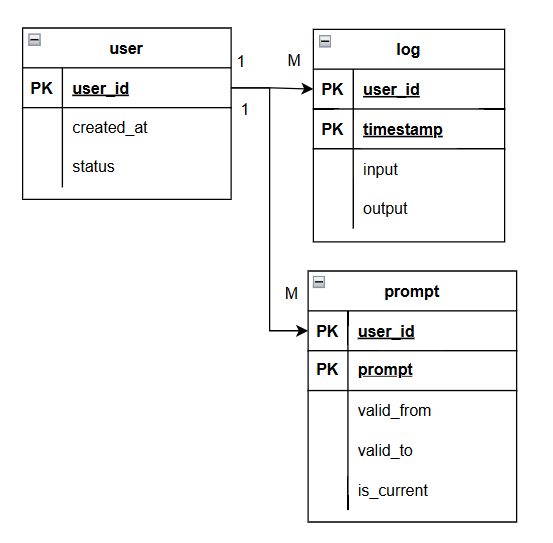 user
PK user_id
created_at
status
1 M
1
log
PK user_id
PK timestamp
input
output
M
prompt
PK user_id
PK prompt
valid_from
valid_to
is_current